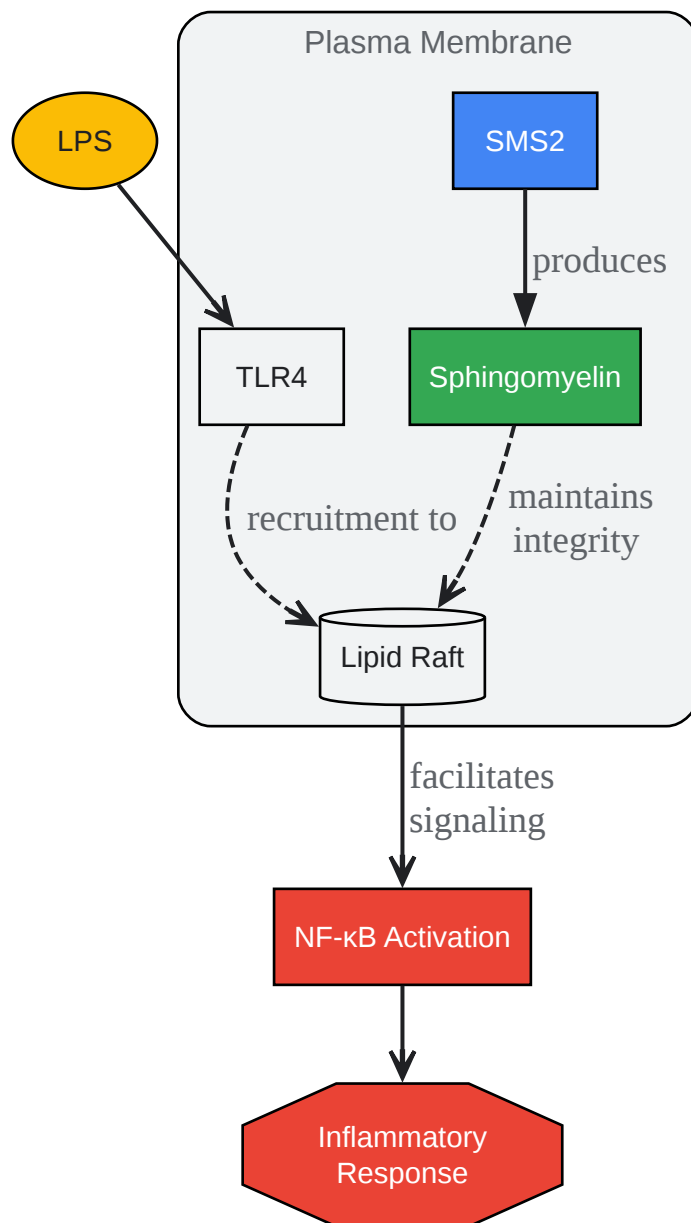 Plasma Membrane
LPS
SMS2
produces
TLR4
Sphingomyelin
recruitment to
maintains
integrity
Lipid Raft
facilitates
signaling
NF-κB Activation
Inflammatory
Response